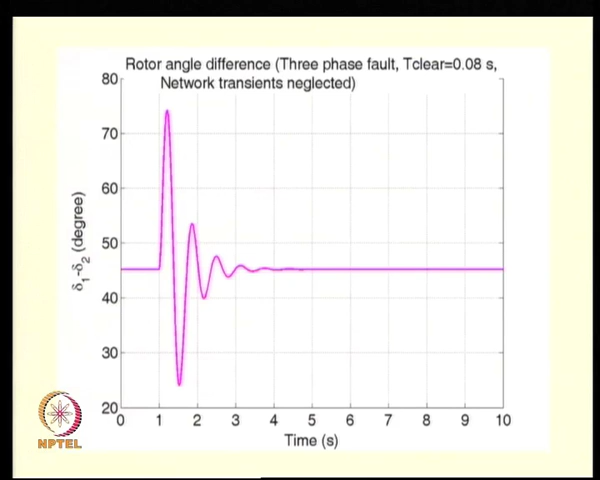 Rotor angle difference (Three phase fault, Tclear=0.08 s,
Network transients neglected)
80
70
60
50
40
30
20
δ1-δ2 (degree)
0 1 2 3 4 5 6 7 8 9 10
Time (s)
NPTEL